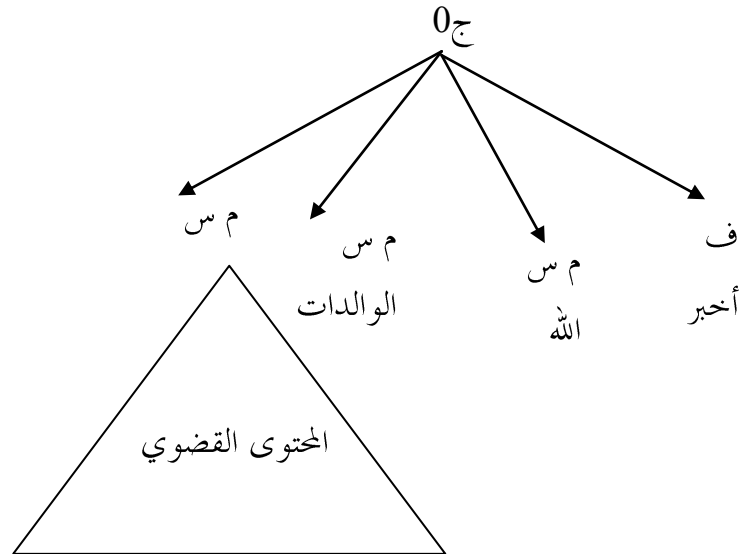 ج0
ف
أخبر
م س
الله
م س
الوالدات
م س
المحتوى القضوي